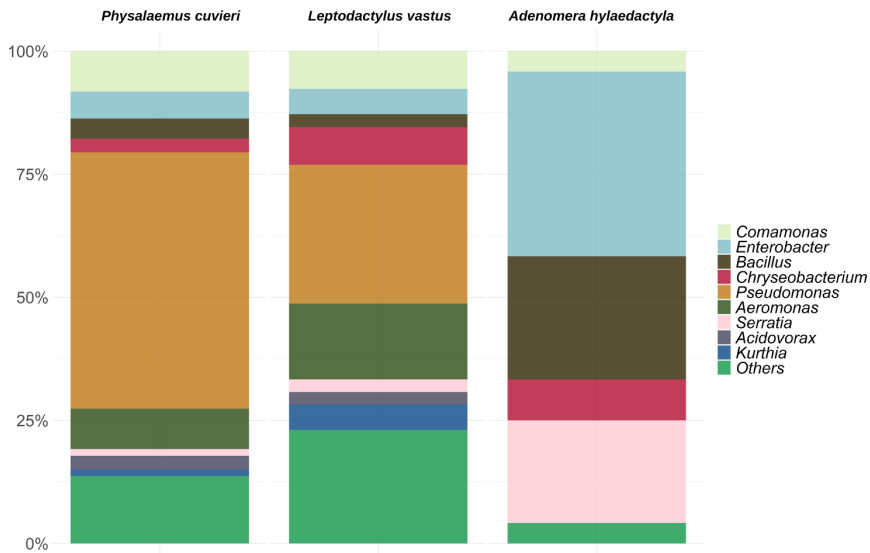 Physalaemus cuvieri
Leptodactylus vastus
Adenomera hylaedactyla
100%
75%
50%
25%
0%
Comamonas
Enterobacter
Bacillus
Chryseobacterium
Pseudomonas
Aeromonas
Serratia
Acidovorax
Kurthia
Others